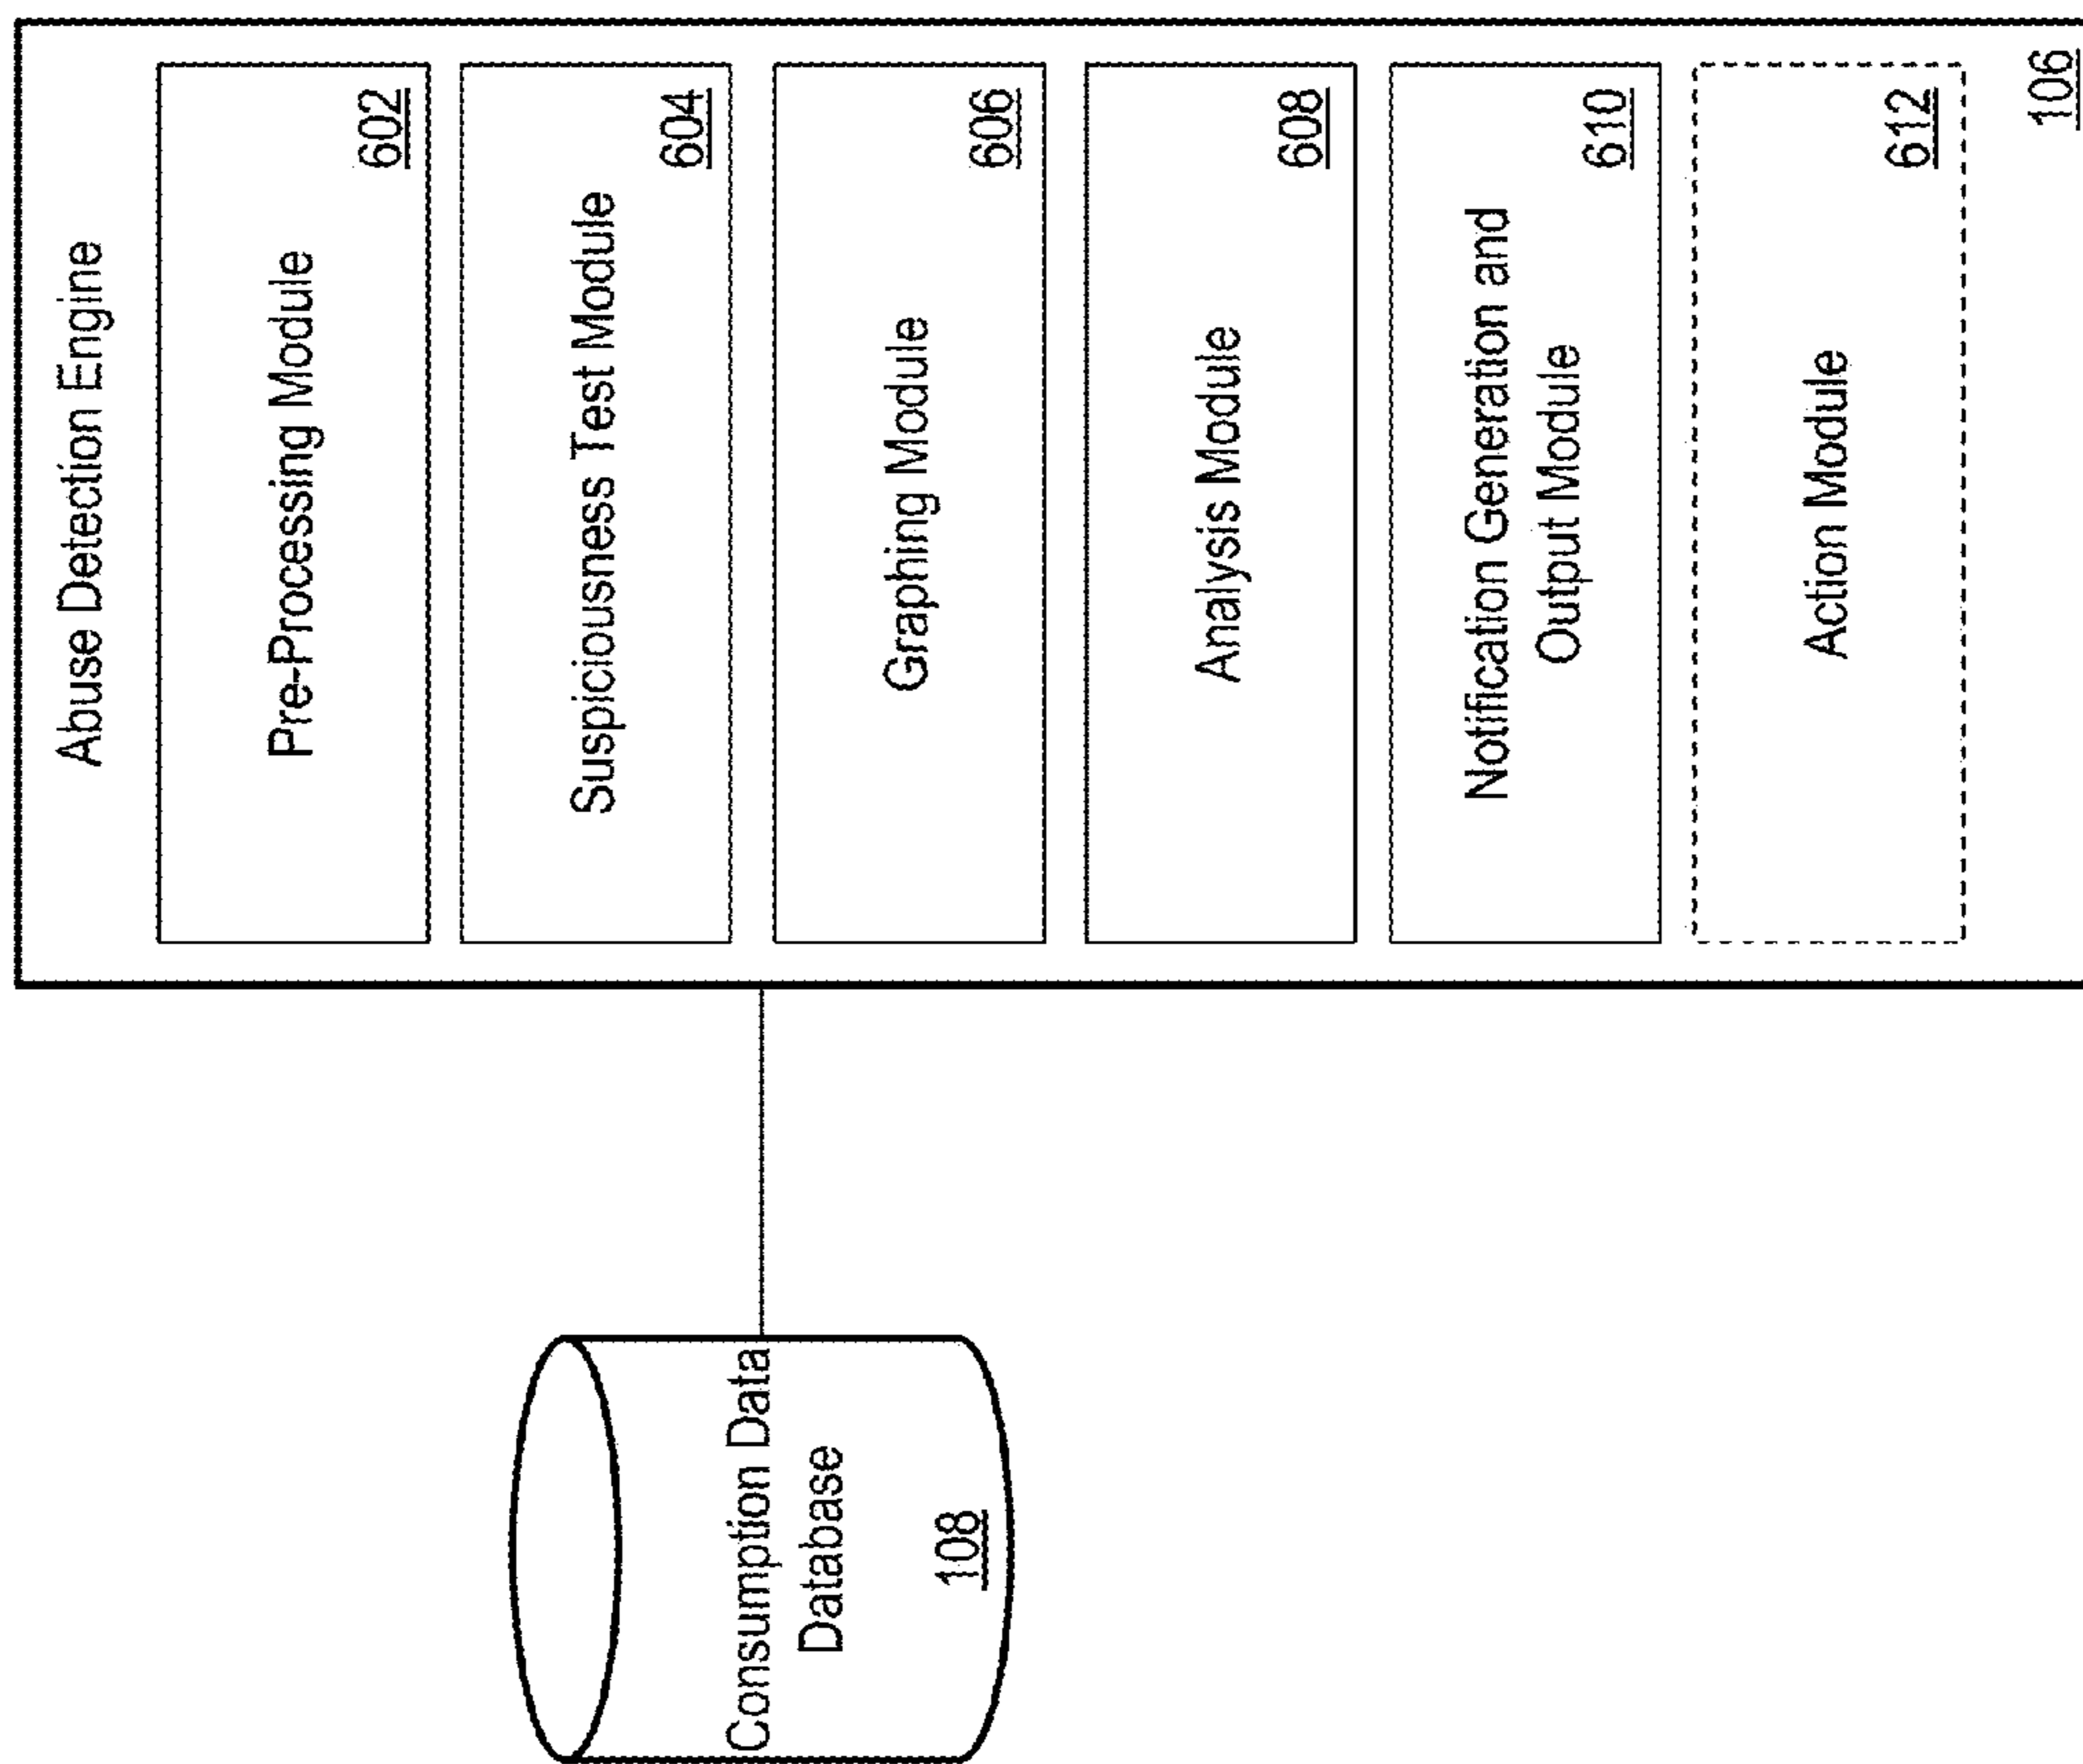 Abuse Detection Engine
Pre-Processing Module
602
Suspiciousness Test Module
604
Graphing Module
606
Analysis Module
608
Notification Generation and
Output Module
610
Action Module
612
106
Consumption Data
Database
108